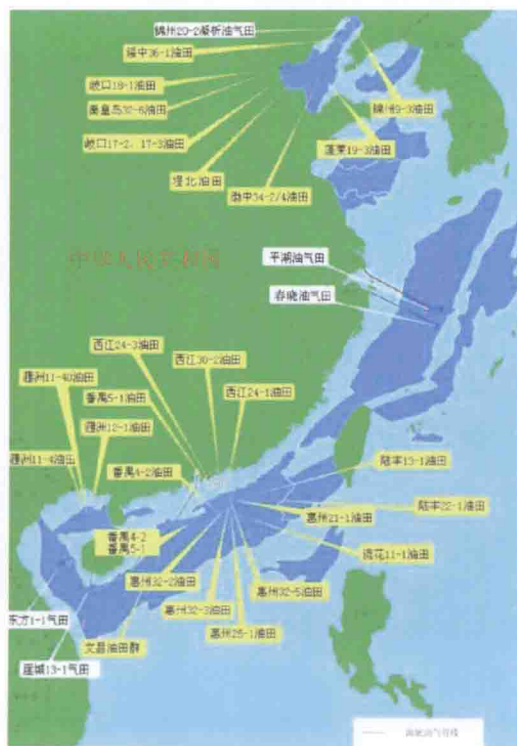 锦州20-2凝析油气田
绥中36-1油田
歧口18-1油田
秦皇岛32-6油田
歧口17-2、17-3油田
埕北油田
渤中34-2/4油田
锦州9-3油田
蓬莱19-3油田
中华人民共和国
平湖油气田
春晓油气田
西江24-3油田
西江30-2油田
西江24-1油田
涠洲11-4D油田
番禺5-1油田
涠洲12-1油田
涠洲11-4油田
番禺4-2油田
番禺4-2
番禺5-1
陆丰13-1油田
陆丰22-1油田
惠州21-1油田
流花11-1油田
惠州32-2油田
惠州32-3油田
惠州32-5油田
惠州26-1油田
东方1-1气田
文昌油田群
崖城13-1气田
海底油气管线